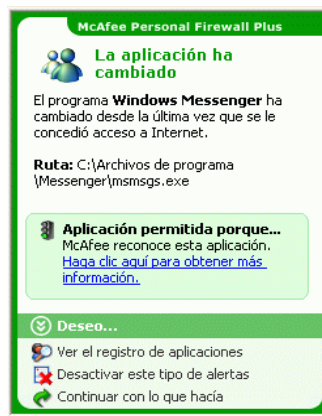 McAfee Personal Firewall Plus
La aplicación ha
cambiado
El programa Windows Messenger ha
cambiado desde la última vez que se le
concedió acceso a Internet.
Ruta: C:\Archivos de programa
\Messenger\msmsgs.exe
Aplicación permitida porque...
McAfee reconoce esta aplicación.
Haga clic aquí para obtener más
información.
Deseo...
Ver el registro de aplicaciones
Desactivar este tipo de alertas
Continuar con lo que hacía